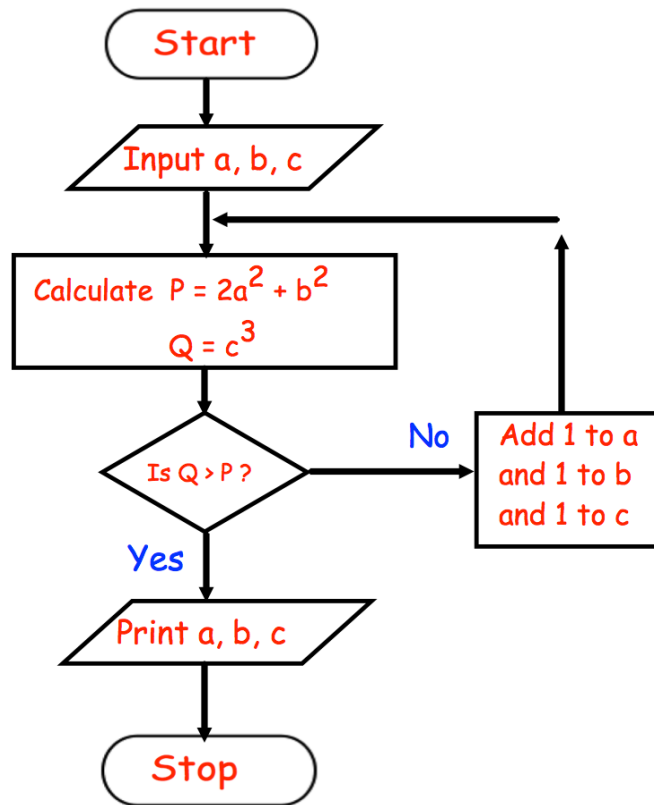 Start
Input a, b, c
Calculate P = 2a² + b²
Q = c³
Is Q > P ?
No
Add 1 to a
and 1 to b
and 1 to c
Yes
Print a, b, c
Stop